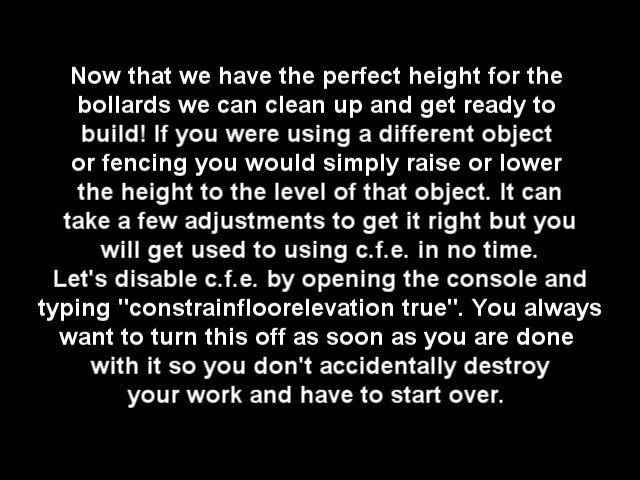 Now that we have the perfect height for the
bollards we can clean up and get ready to
build! If you were using a different object
or fencing you would simply raise or lower
the height to the level of that object. It can
take a few adjustments to get it right but you
will get used to using c.f.e. in no time.
Let's disable c.f.e. by opening the console and
typing "constrainfloorelevation true". You always
want to turn this off as soon as you are done
with it so you don't accidentally destroy
your work and have to start over.